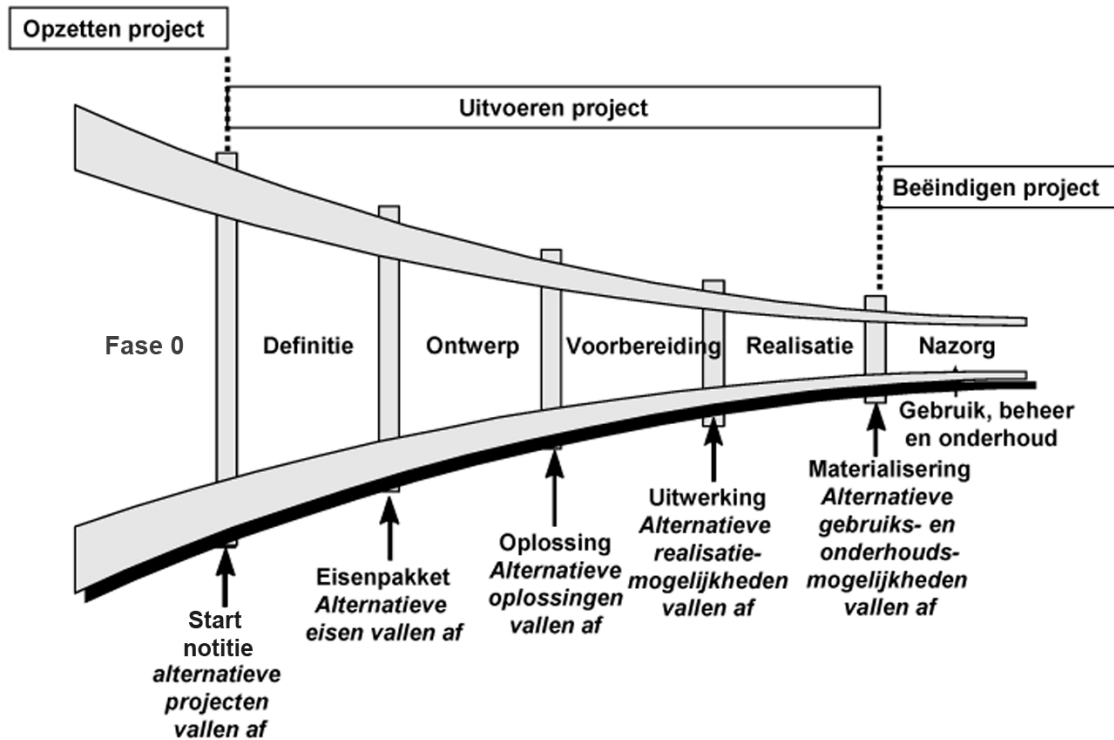 Opzetten project
Uitvoeren project
Beëindigen project
Fase 0
Definitie
Ontwerp
Voorbereiding
Realisatie
Nazorg
Gebruik, beheer
en onderhoud
Start
notitie
alternatieve
projecten
vallen af
Eisenpakket
Alternatieve
eisen vallen af
Oplossing
Alternatieve
oplossingen
vallen af
Uitwerking
Alternatieve
realisatie-
mogelijkheden
vallen af
Materialisering
Alternatieve
gebruiks- en
onderhouds-
mogelijkheden
vallen af